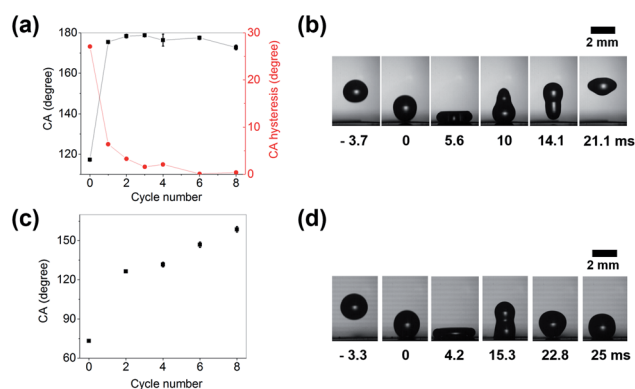 (a)
180
160
140
120
CA (degree)
30
20
10
0
CA hysteresis (degree)
0 2 4 6 8
Cycle number
(b)
2 mm
- 3.7 0 5.6 10 14.1 21.1 ms
(c)
150
120
90
60
CA (degree)
0 2 4 6 8
Cycle number
(d)
2 mm
- 3.3 0 4.2 15.3 22.8 25 ms